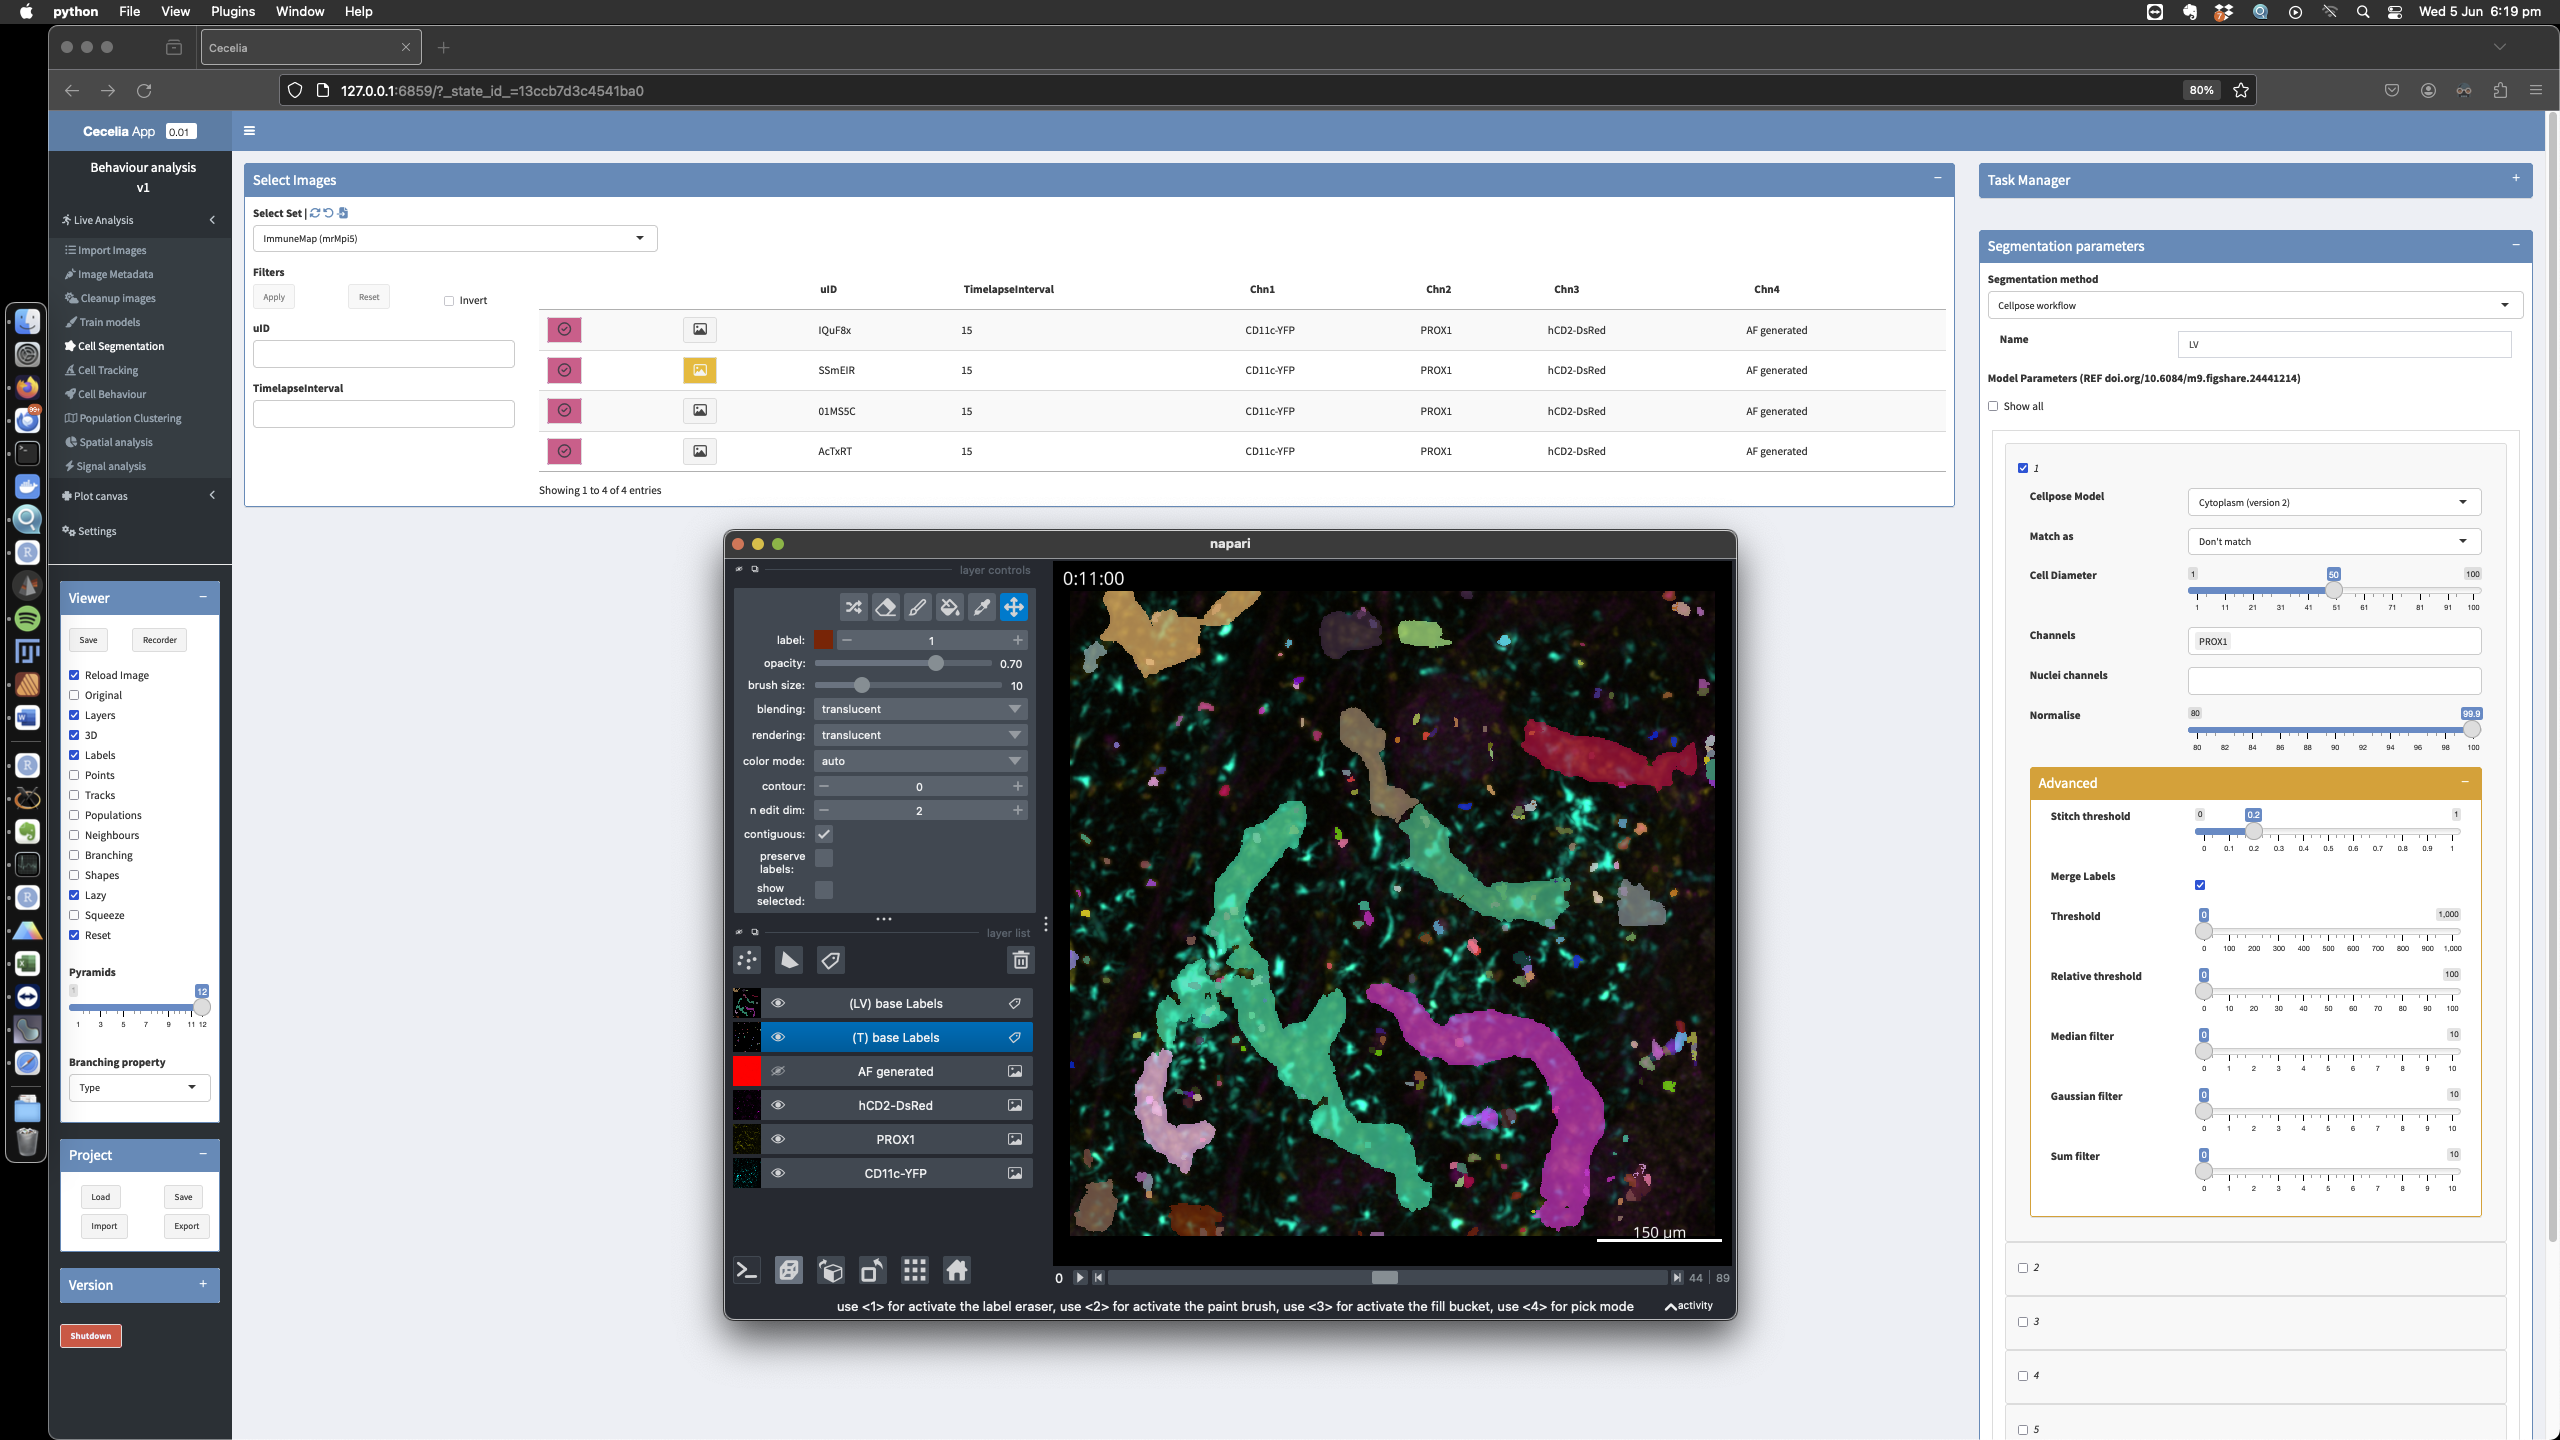 python File View Plugins Window Help
Wed 5 Jun 6:19 pm
Cecelia
127.0.0.1:6859/?_state_id_=13ccb7d3c4541ba0
80%
Cecelia App 0.01
Behaviour analysis
v1
Live Analysis
Import Images
Image Metadata
Cleanup images
Train models
Cell Segmentation
Cell Tracking
Cell Behaviour
Population Clustering
Spatial analysis
Signal analysis
Plot canvas
Settings
Viewer
Save Recorder
Reload Image
Original
Layers
3D
Labels
Points
Tracks
Populations
Neighbours
Branching
Shapes
Lazy
Squeeze
Reset
Pyramids
1 12
1 3 5 7 9 11 12
Branching property
Type
Project
Load Save
Import Export
Version
Shutdown
99+
Select Images
Select Set |
ImmuneMap (mrMpi5)
Filters
Apply Reset Invert
uID
TimelapseInterval
uID TimelapseInterval Chn1 Chn2 Chn3 Chn4
IQuF8x 15 CD11c-YFP PROX1 hCD2-DsRed AF generated
SSmEIR 15 CD11c-YFP PROX1 hCD2-DsRed AF generated
01MS5C 15 CD11c-YFP PROX1 hCD2-DsRed AF generated
AcTxRT 15 CD11c-YFP PROX1 hCD2-DsRed AF generated
Showing 1 to 4 of 4 entries
napari
layer controls
label: 1
opacity: 0.70
brush size: 10
blending: translucent
rendering: translucent
color mode: auto
contour: 0
n edit dim: 2
contiguous:
preserve
labels:
show
selected:
layer list
(LV) base Labels
(T) base Labels
AF generated
hCD2-DsRed
PROX1
CD11c-YFP
0:11:00
150 µm
0 44 89
use <1> for activate the label eraser, use <2> for activate the paint brush, use <3> for activate the fill bucket, use <4> for pick mode
activity
Task Manager
Segmentation parameters
Segmentation method
Cellpose workflow
Name LV
Model Parameters (REF doi.org/10.6084/m9.figshare.24441214)
Show all
1
Cellpose Model Cytoplasm (version 2)
Match as Don't match
Cell Diameter 1 50 100
1 11 21 31 41 51 61 71 81 91 100
Channels PROX1
Nuclei channels
Normalise 80 99.9
80 82 84 86 88 90 92 94 96 98 100
Advanced
Stitch threshold 0 0.2 1
0 0.1 0.2 0.3 0.4 0.5 0.6 0.7 0.8 0.9 1
Merge Labels
Threshold 0 1,000
0 100 200 300 400 500 600 700 800 900 1,000
Relative threshold 0 100
0 10 20 30 40 50 60 70 80 90 100
Median filter 0 10
0 1 2 3 4 5 6 7 8 9 10
Gaussian filter 0 10
0 1 2 3 4 5 6 7 8 9 10
Sum filter 0 10
0 1 2 3 4 5 6 7 8 9 10
2
3
4
5